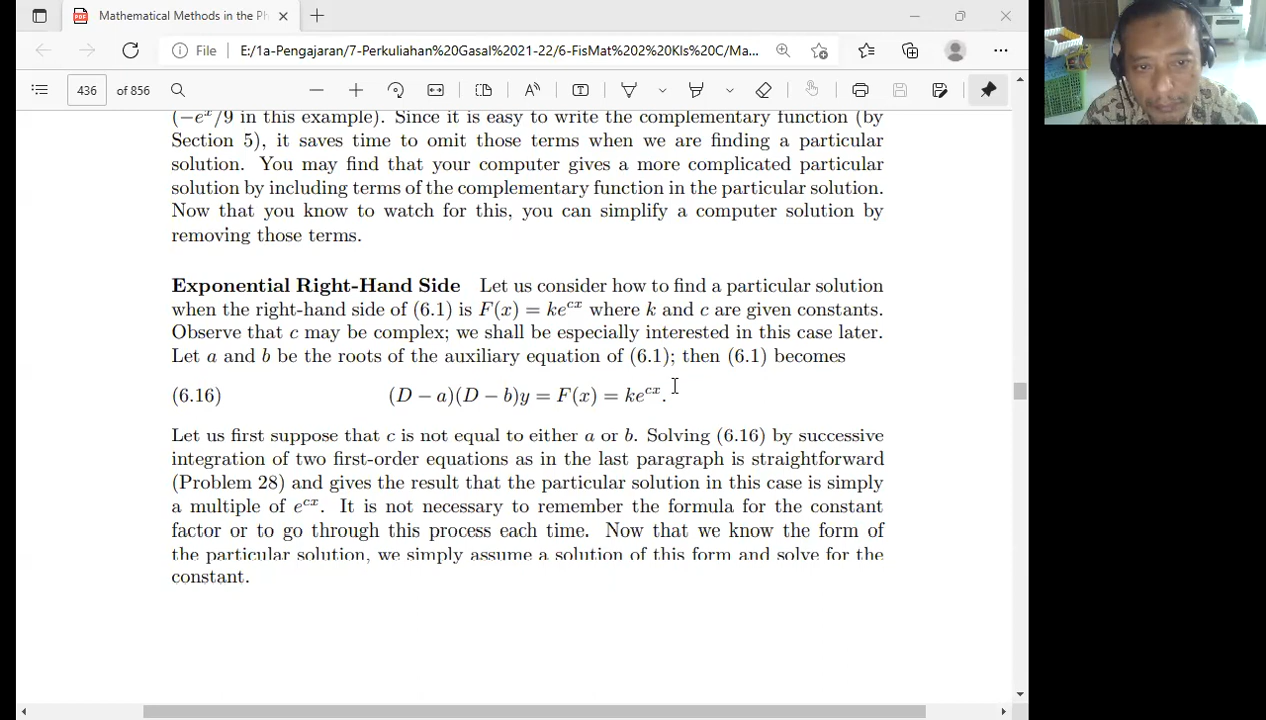 Mathematical Methods in the Ph
File
E:/1a-Pengajaran/7-Perkuliahan%20Gasal%202021-22/6-FisMat%202%20Kls%20C/Ma...
436 of 856
(−eˣ/9 in this example). Since it is easy to write the complementary function (by
Section 5), it saves time to omit those terms when we are finding a particular
solution. You may find that your computer gives a more complicated particular
solution by including terms of the complementary function in the particular solution.
Now that you know to watch for this, you can simplify a computer solution by
removing those terms.
Exponential Right-Hand Side Let us consider how to find a particular solution
when the right-hand side of (6.1) is F(x) = keᶜˣ where k and c are given constants.
Observe that c may be complex; we shall be especially interested in this case later.
Let a and b be the roots of the auxiliary equation of (6.1); then (6.1) becomes
(6.16) (D − a)(D − b)y = F(x) = keᶜˣ.
Let us first suppose that c is not equal to either a or b. Solving (6.16) by successive
integration of two first-order equations as in the last paragraph is straightforward
(Problem 28) and gives the result that the particular solution in this case is simply
a multiple of eᶜˣ. It is not necessary to remember the formula for the constant
factor or to go through this process each time. Now that we know the form of
the particular solution, we simply assume a solution of this form and solve for the
constant.